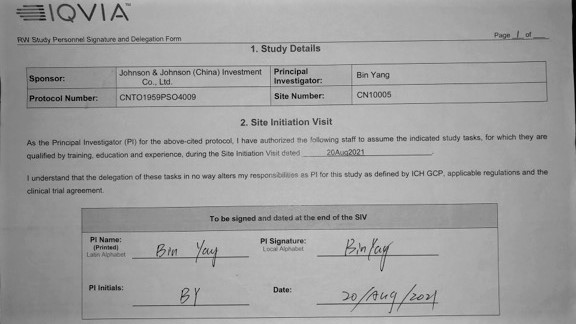 IQVIA™
RW Study Personnel Signature and Delegation Form
Page 1 of
1. Study Details
Sponsor: Johnson & Johnson (China) Investment Co., Ltd. Principal Investigator: Bin Yang
Protocol Number: CNTO1959PSO4009 Site Number: CN10005
2. Site Initiation Visit
As the Principal Investigator (PI) for the above-cited protocol, I have authorized the following staff to assume the indicated study tasks, for which they are
qualified by training, education and experience, during the Site Initiation Visit dated 20Aug2021.
I understand that the delegation of these tasks in no way alters my responsibilities as PI for this study as defined by ICH GCP, applicable regulations and the
clinical trial agreement.
To be signed and dated at the end of the SIV
PI Name: Bin Yang PI Signature: Bin Yang
(Printed)
Latin Alphabet Local Alphabet
PI Initials: BY Date: 20/Aug/2021